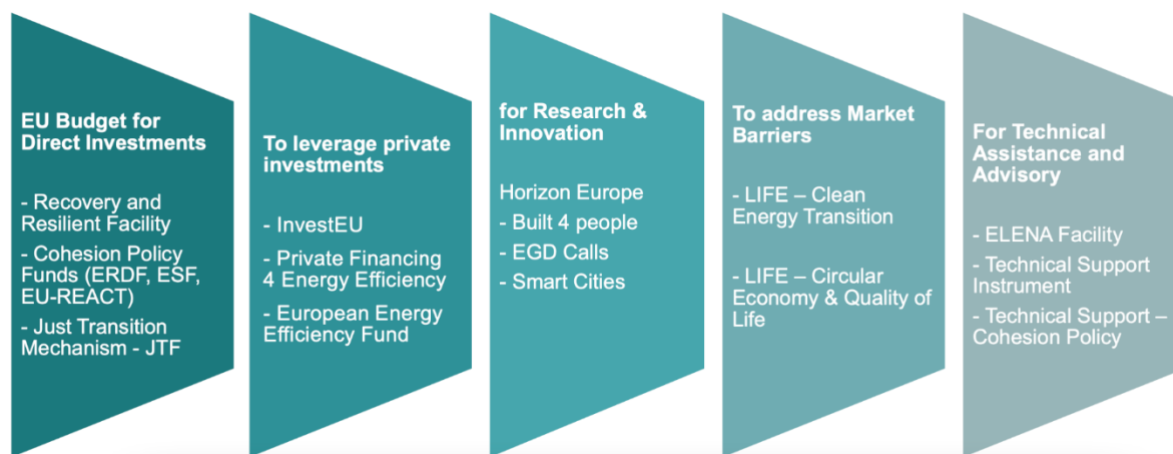 EU Budget for
Direct Investments
- Recovery and
Resilient Facility
- Cohesion Policy
Funds (ERDF, ESF,
EU-REACT)
- Just Transition
Mechanism - JTF
To leverage private
investments
- InvestEU
- Private Financing
4 Energy Efficiency
- European Energy
Efficiency Fund
for Research &
Innovation
Horizon Europe
- Built 4 people
- EGD Calls
- Smart Cities
To address Market
Barriers
- LIFE – Clean
Energy Transition
- LIFE – Circular
Economy & Quality of
Life
For Technical
Assistance and
Advisory
- ELENA Facility
- Technical Support
Instrument
- Technical Support –
Cohesion Policy